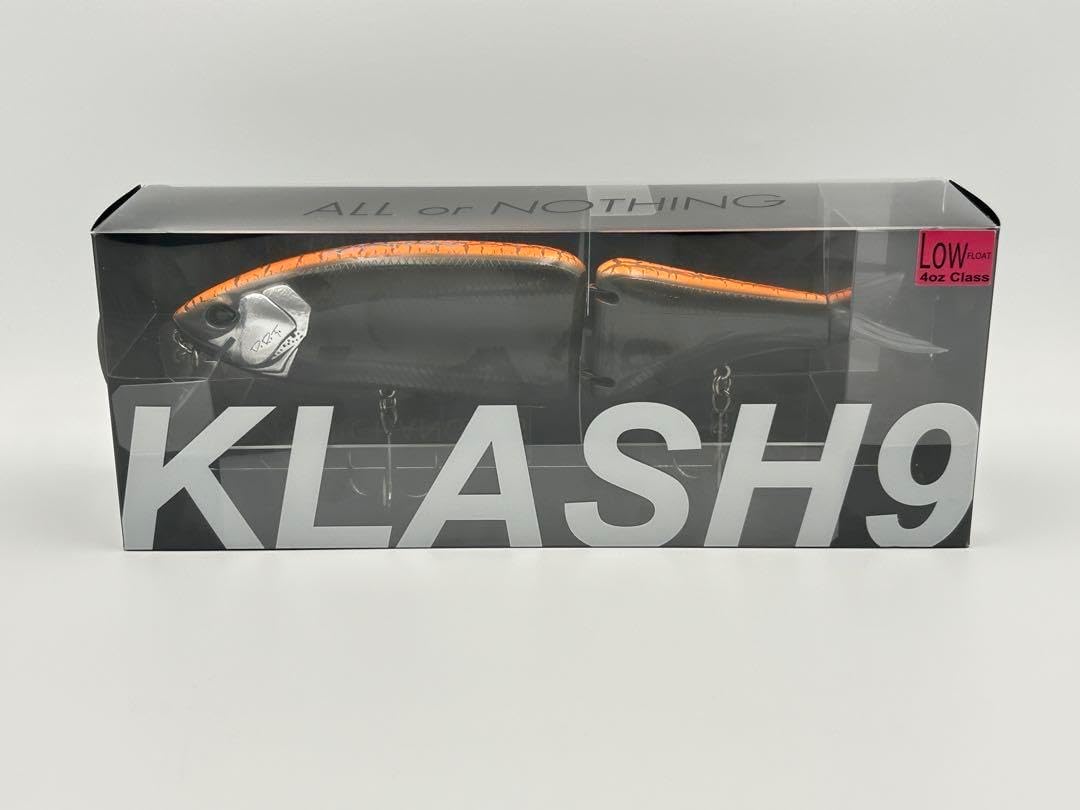 ALL or NOTHING
LOW FLOAT
4oz Class
D.R.T.
KLASH9